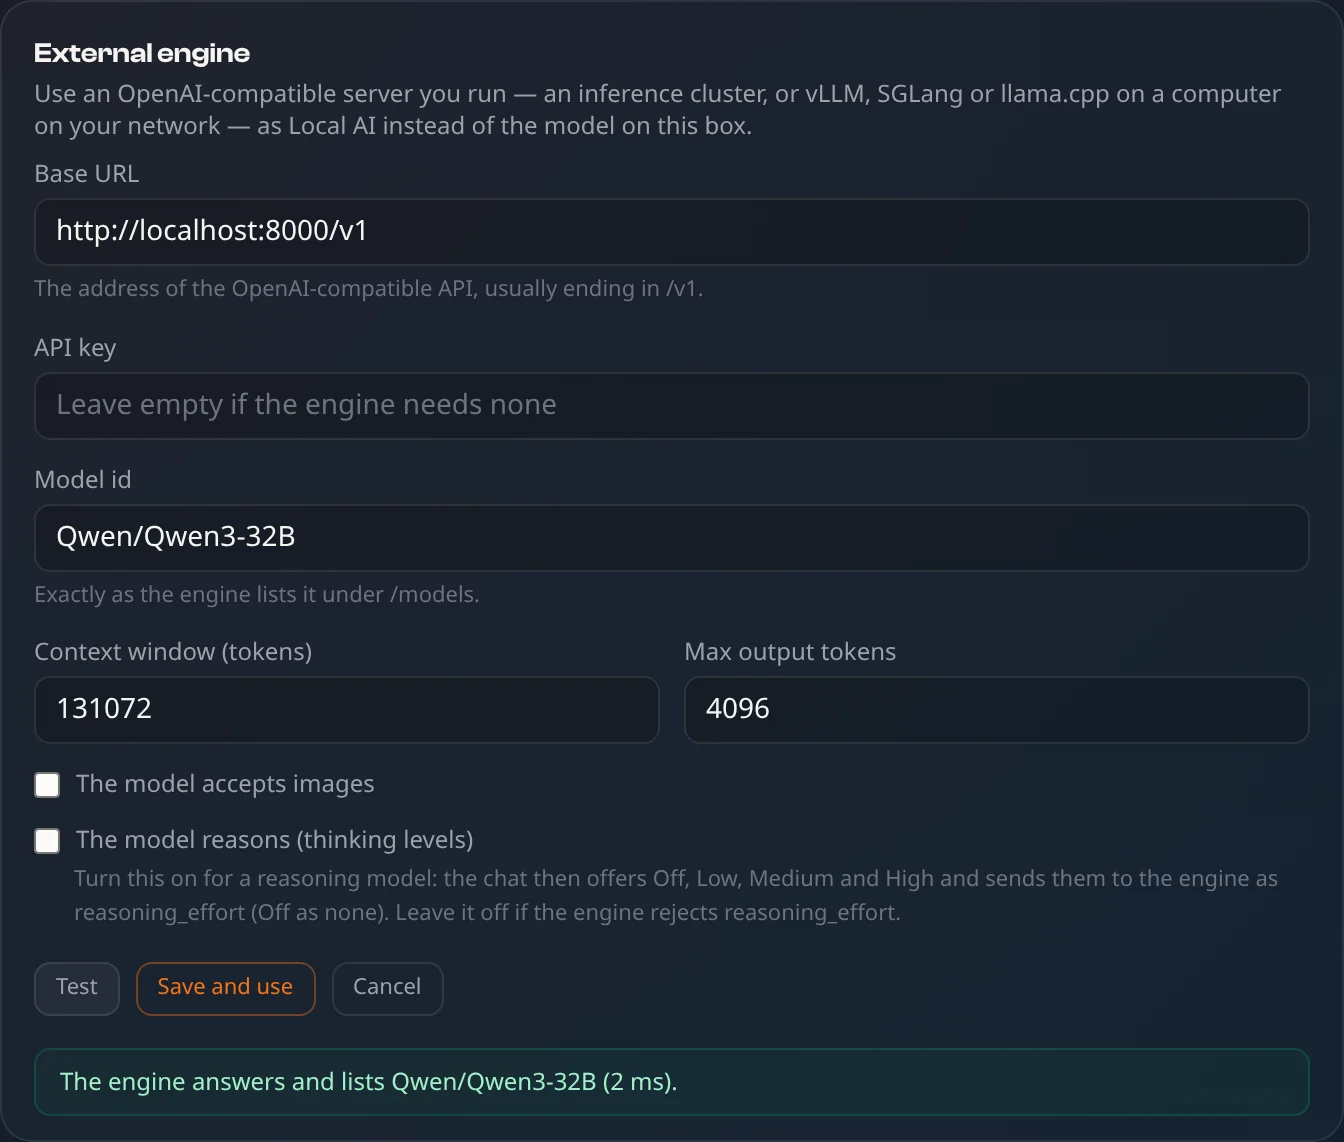 External engine
Use an OpenAI-compatible server you run — an inference cluster, or vLLM, SGLang or llama.cpp on a computer
on your network — as Local AI instead of the model on this box.
Base URL
http://localhost:8000/v1
The address of the OpenAI-compatible API, usually ending in /v1.
API key
Leave empty if the engine needs none
Model id
Qwen/Qwen3-32B
Exactly as the engine lists it under /models.
Context window (tokens)
Max output tokens
131072
4096
The model accepts images
The model reasons (thinking levels)
Turn this on for a reasoning model: the chat then offers Off, Low, Medium and High and sends them to the engine as
reasoning_effort (Off as none). Leave it off if the engine rejects reasoning_effort.
Test
Save and use
Cancel
The engine answers and lists Qwen/Qwen3-32B (2 ms).